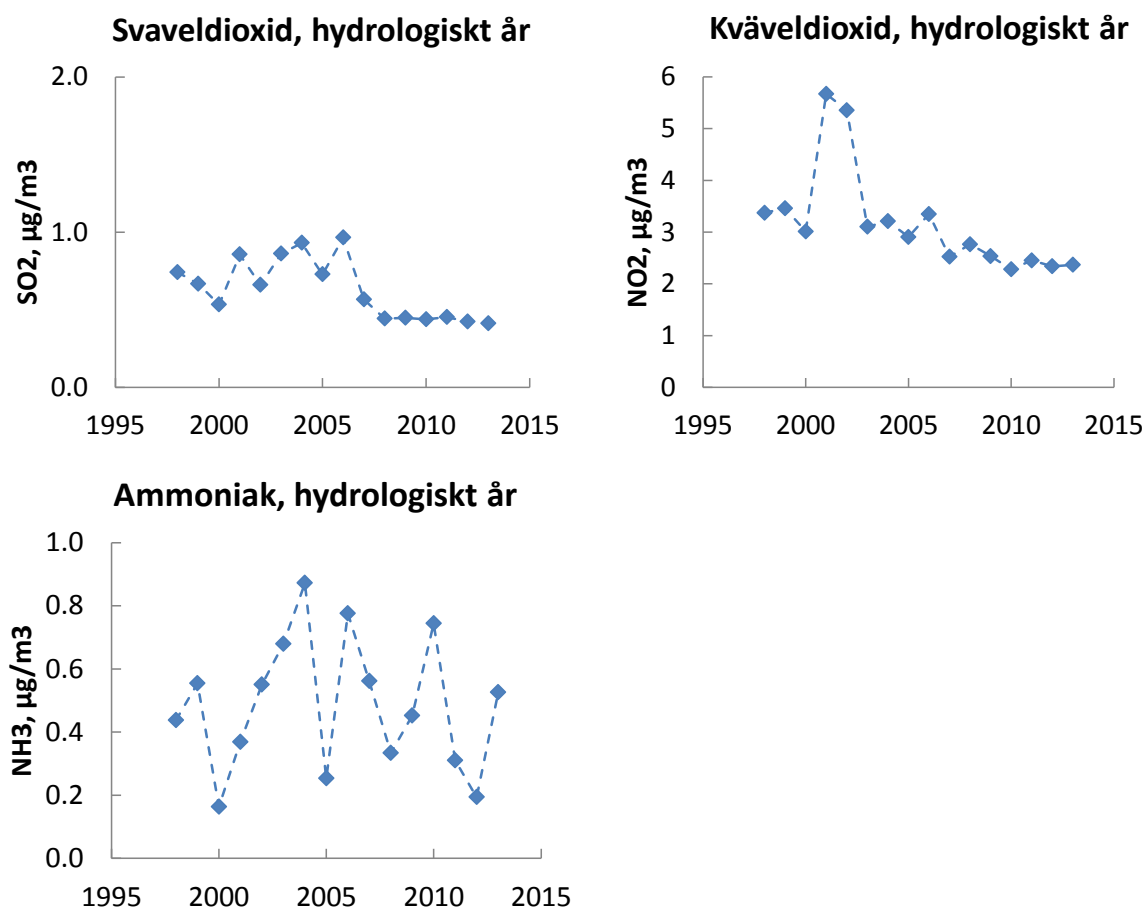 Svaveldioxid, hydrologiskt år
2.0
1.0
0.0
SO2, µg/m3
1995 2000 2005 2010 2015
Kväveldioxid, hydrologiskt år
6
5
4
3
2
1
0
NO2, µg/m3
1995 2000 2005 2010 2015
Ammoniak, hydrologiskt år
1.0
0.8
0.6
0.4
0.2
0.0
NH3, µg/m3
1995 2000 2005 2010 2015